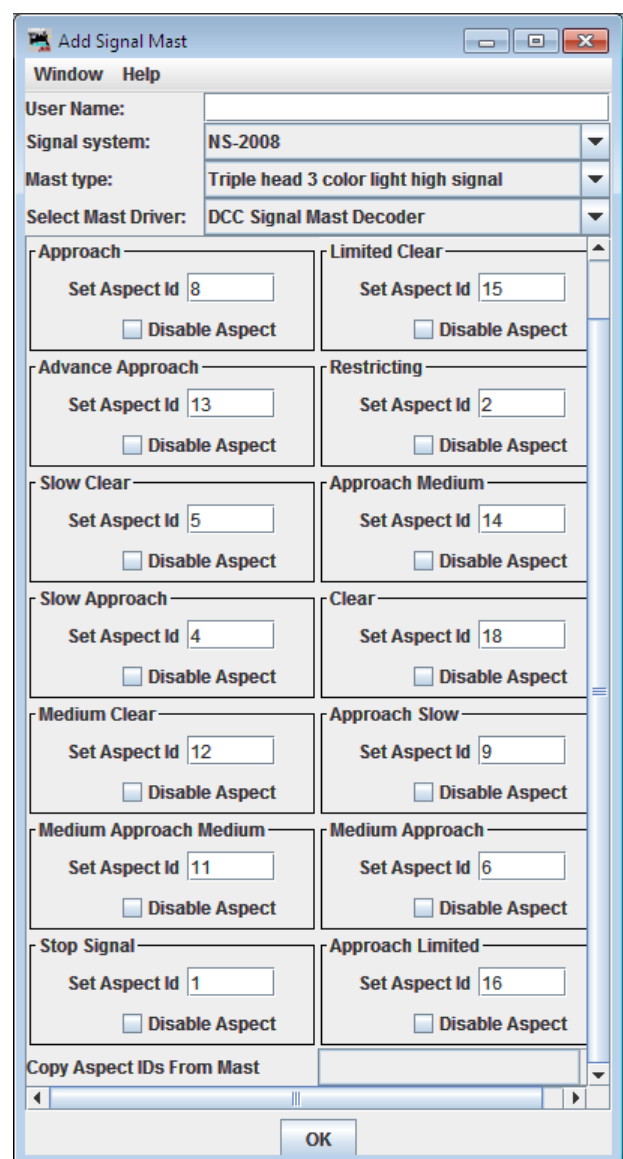 Add Signal Mast
Window Help
User Name:
Signal system: NS-2008
Mast type: Triple head 3 color light high signal
Select Mast Driver: DCC Signal Mast Decoder
Approach Limited Clear
Set Aspect Id 8 Set Aspect Id 15
Disable Aspect Disable Aspect
Advance Approach Restricting
Set Aspect Id 13 Set Aspect Id 2
Disable Aspect Disable Aspect
Slow Clear Approach Medium
Set Aspect Id 5 Set Aspect Id 14
Disable Aspect Disable Aspect
Slow Approach Clear
Set Aspect Id 4 Set Aspect Id 18
Disable Aspect Disable Aspect
Medium Clear Approach Slow
Set Aspect Id 12 Set Aspect Id 9
Disable Aspect Disable Aspect
Medium Approach Medium Medium Approach
Set Aspect Id 11 Set Aspect Id 6
Disable Aspect Disable Aspect
Stop Signal Approach Limited
Set Aspect Id 1 Set Aspect Id 16
Disable Aspect Disable Aspect
Copy Aspect IDs From Mast
OK